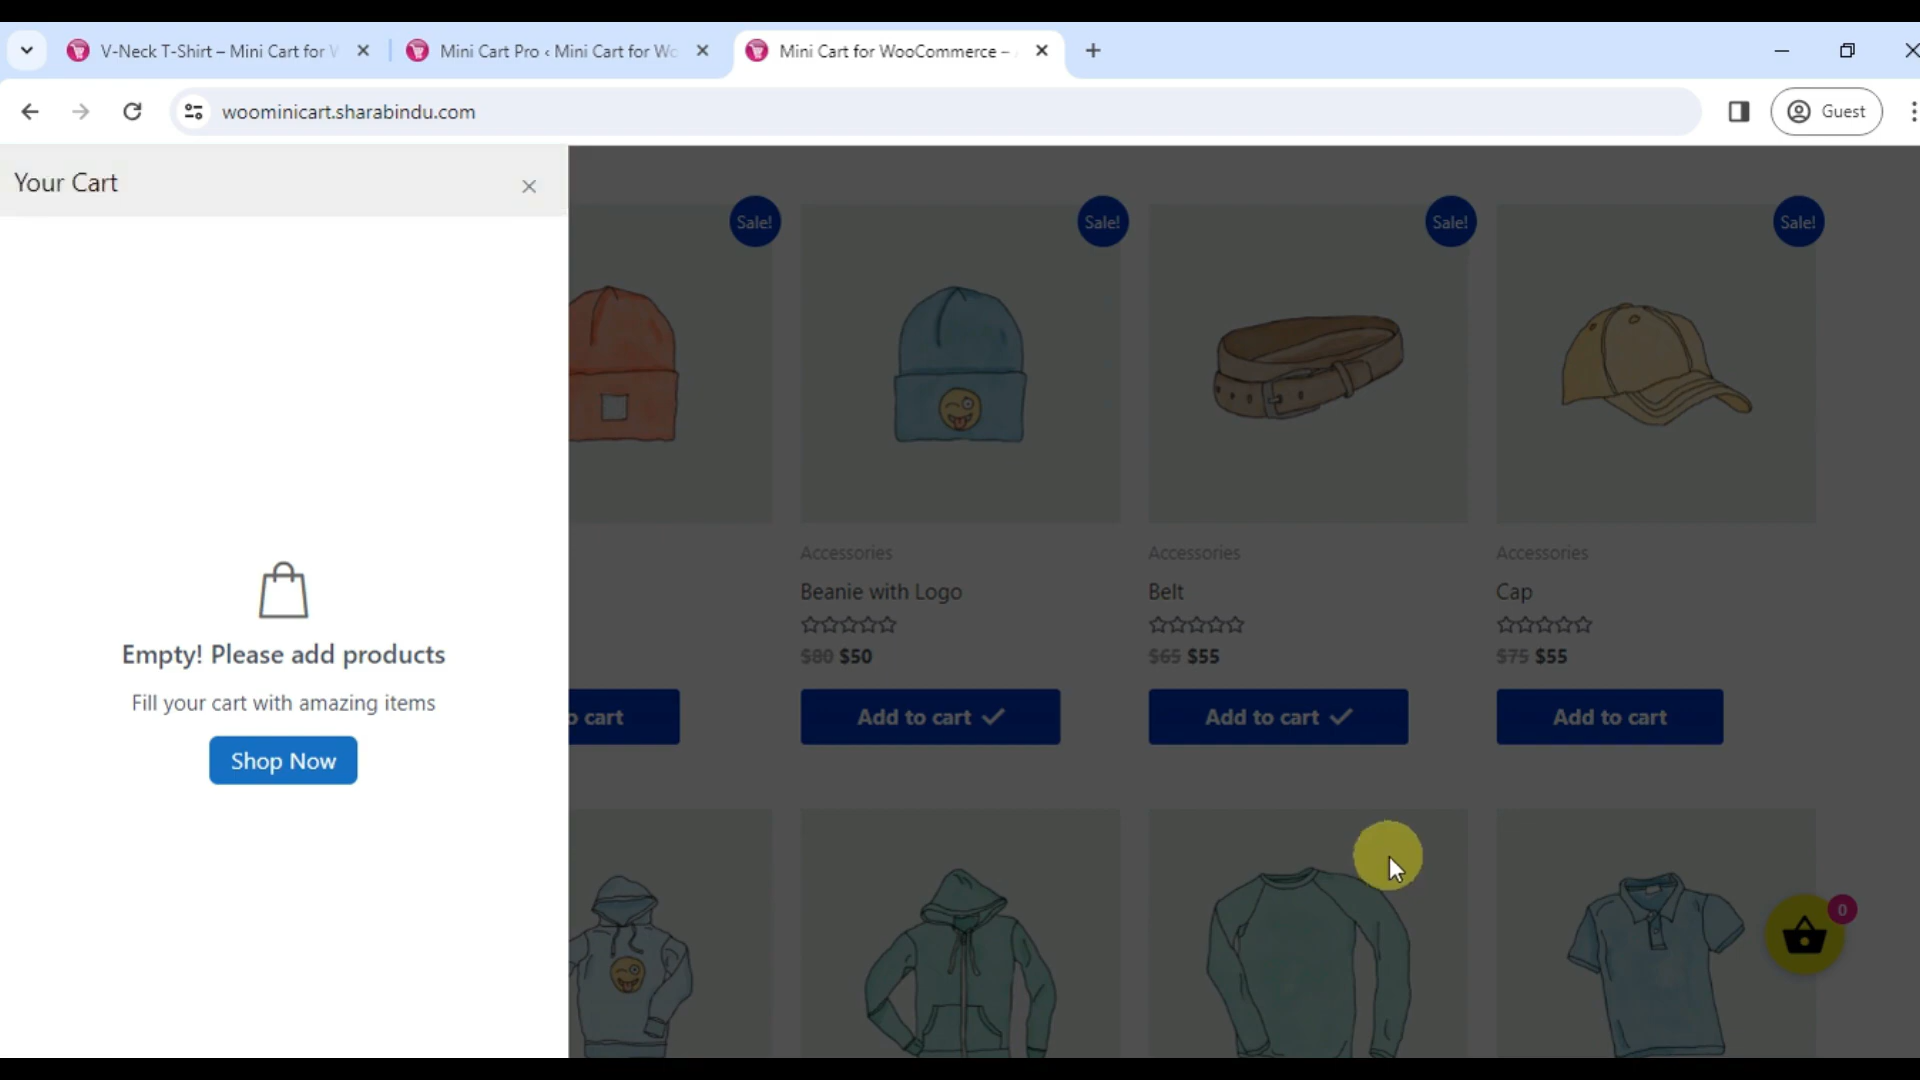 V-Neck T-Shirt – Mini Cart for W
Mini Cart Pro ‹ Mini Cart for Wo
Mini Cart for WooCommerce –
woominicart.sharabindu.com
Guest
Your Cart
Sale!
Sale!
Sale!
Sale!
Accessories
Accessories
Accessories
Beanie with Logo
Belt
Cap
$80 $50
$65 $55
$75 $55
Empty! Please add products
Fill your cart with amazing items
o cart
Add to cart
Add to cart
Add to cart
Shop Now
0